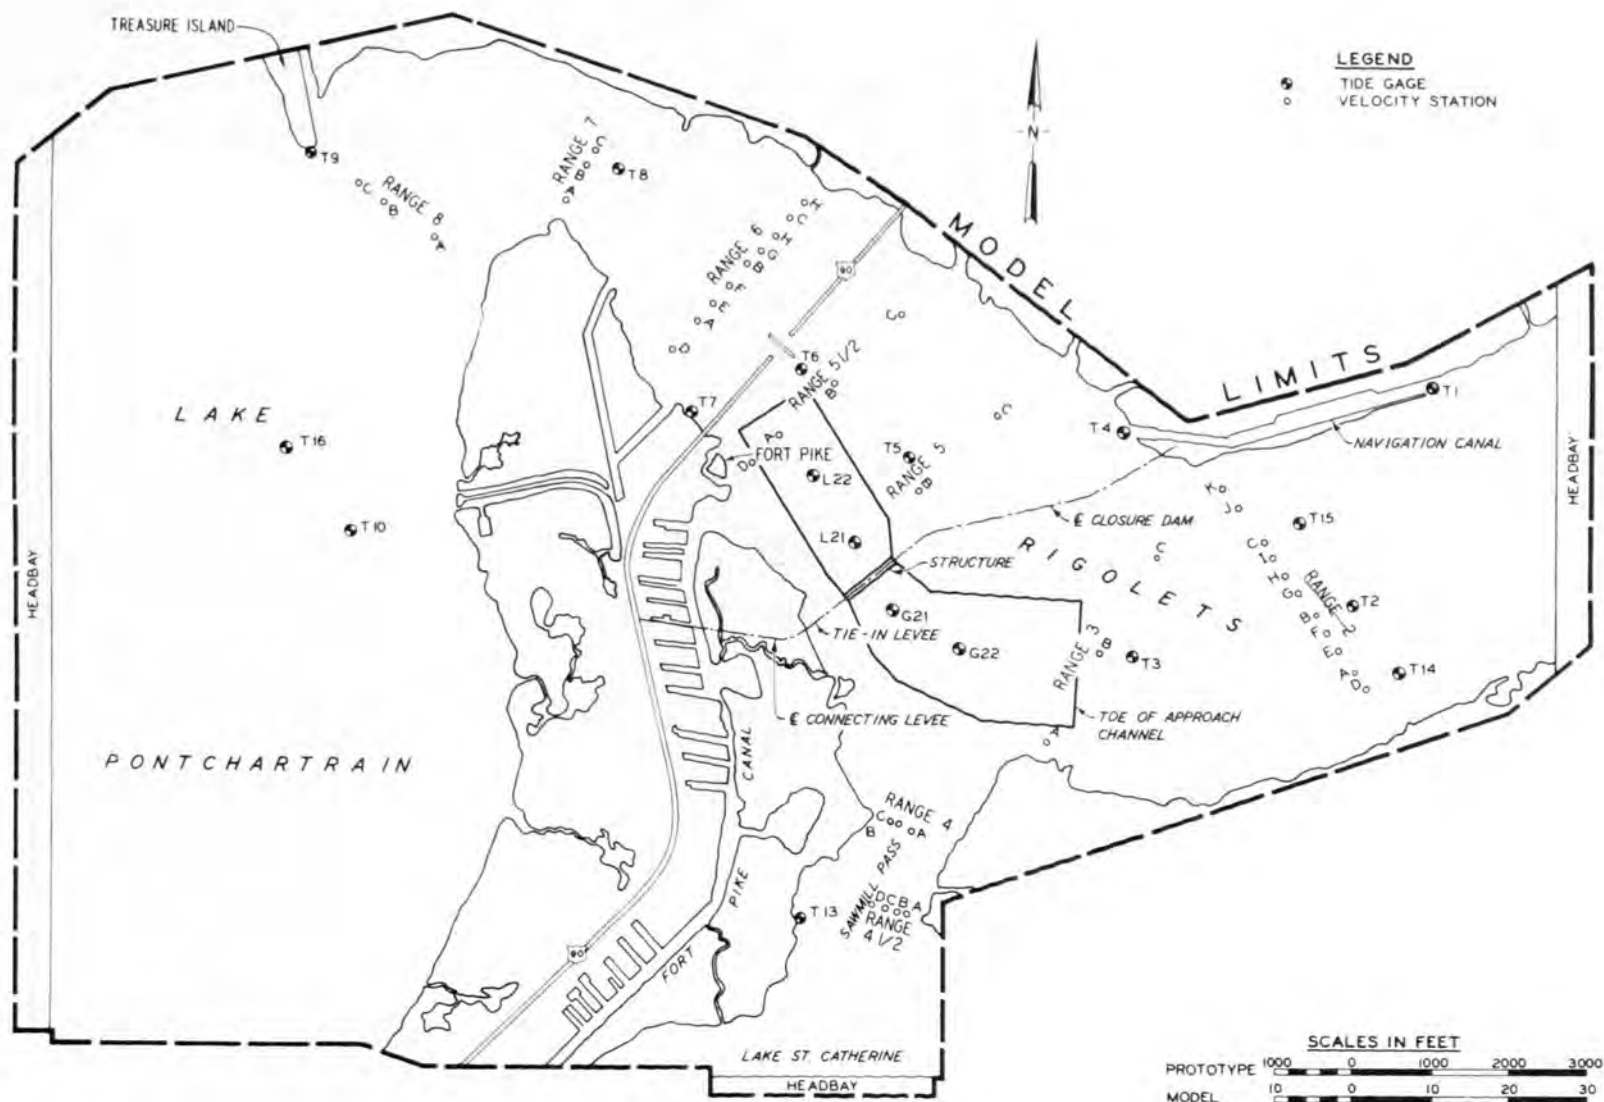 TREASURE ISLAND
LEGEND
TIDE GAGE
VELOCITY STATION
N
T9
C
B
A
RANGE 8
RANGE 7
A
B
C
T8
RANGE 6
H
C
H
G
B
F
E
A
D
90
MODEL LIMITS
C
T6
RANGE 5 1/2
B
T7
A
D
FORT PIKE
L22
L21
T5
RANGE 5
B
C
T4
T1
NAVIGATION CANAL
HEADBAY
LAKE
T16
T10
PONTCHARTRAIN
HEADBAY
℄ CLOSURE DAM
STRUCTURE
RIGOLETS
C
K
J
T15
C
I
H
G
RANGE 2
T2
B
F
E
A
D
T14
G21
G22
TIE-IN LEVEE
RANGE 3
B
T3
A
TOE OF APPROACH
CHANNEL
℄ CONNECTING LEVEE
FORT PIKE CANAL
RANGE 4
C
B
A
SAWMILL PASS
D C B A
RANGE
4 1/2
T13
90
LAKE ST. CATHERINE
HEADBAY
SCALES IN FEET
PROTOTYPE 1000 0 1000 2000 3000
MODEL 10 0 10 20 30